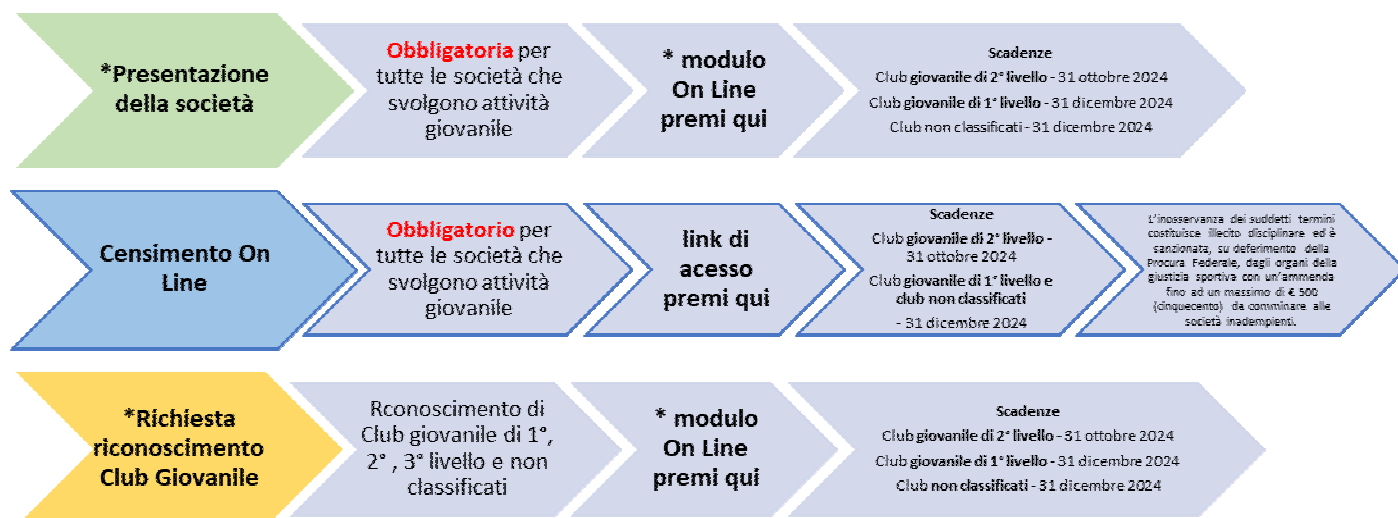 *Presentazione
della società
Obbligatoria per
tutte le società che
svolgono attività
giovanile
* modulo
On Line
premi qui
Scadenze
Club giovanile di 2° livello - 31 ottobre 2024
Club giovanile di 1° livello - 31 dicembre 2024
Club non classificati - 31 dicembre 2024
Censimento On
Line
Obbligatorio per
tutte le società che
svolgono attività
giovanile
link di
acesso
premi qui
Scadenze
Club giovanile di 2° livello -
31 ottobre 2024
Club giovanile di 1° livello e
club non classificati
- 31 dicembre 2024
L'inosservanza dei suddetti termini
costituisce illecito disciplinare ed è
sanzionata, su deferimento della
Procura Federale, dagli organi della
giustizia sportiva con un'ammenda
fino ad un massimo di € 500
(cinquecento) da comminare alle
società inadempienti.
*Richiesta
riconoscimento
Club Giovanile
Rconoscimento di
Club giovanile di 1°,
2° , 3° livello e non
classificati
* modulo
On Line
premi qui
Scadenze
Club giovanile di 2° livello - 31 ottobre 2024
Club giovanile di 1° livello - 31 dicembre 2024
Club non classificati - 31 dicembre 2024